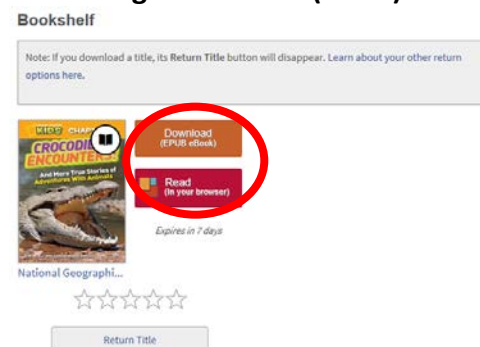 Bookshelf
Note: If you download a title, its Return Title button will disappear. Learn about your other return
options here.
KIDS CHAP
CROCODILE
ENCOUNTERS!
And More True Stories of
Adventures With Animals
Download
(EPUB eBook)
Read
(In your browser)
Expires in 7 days
National Geographi...
Return Title